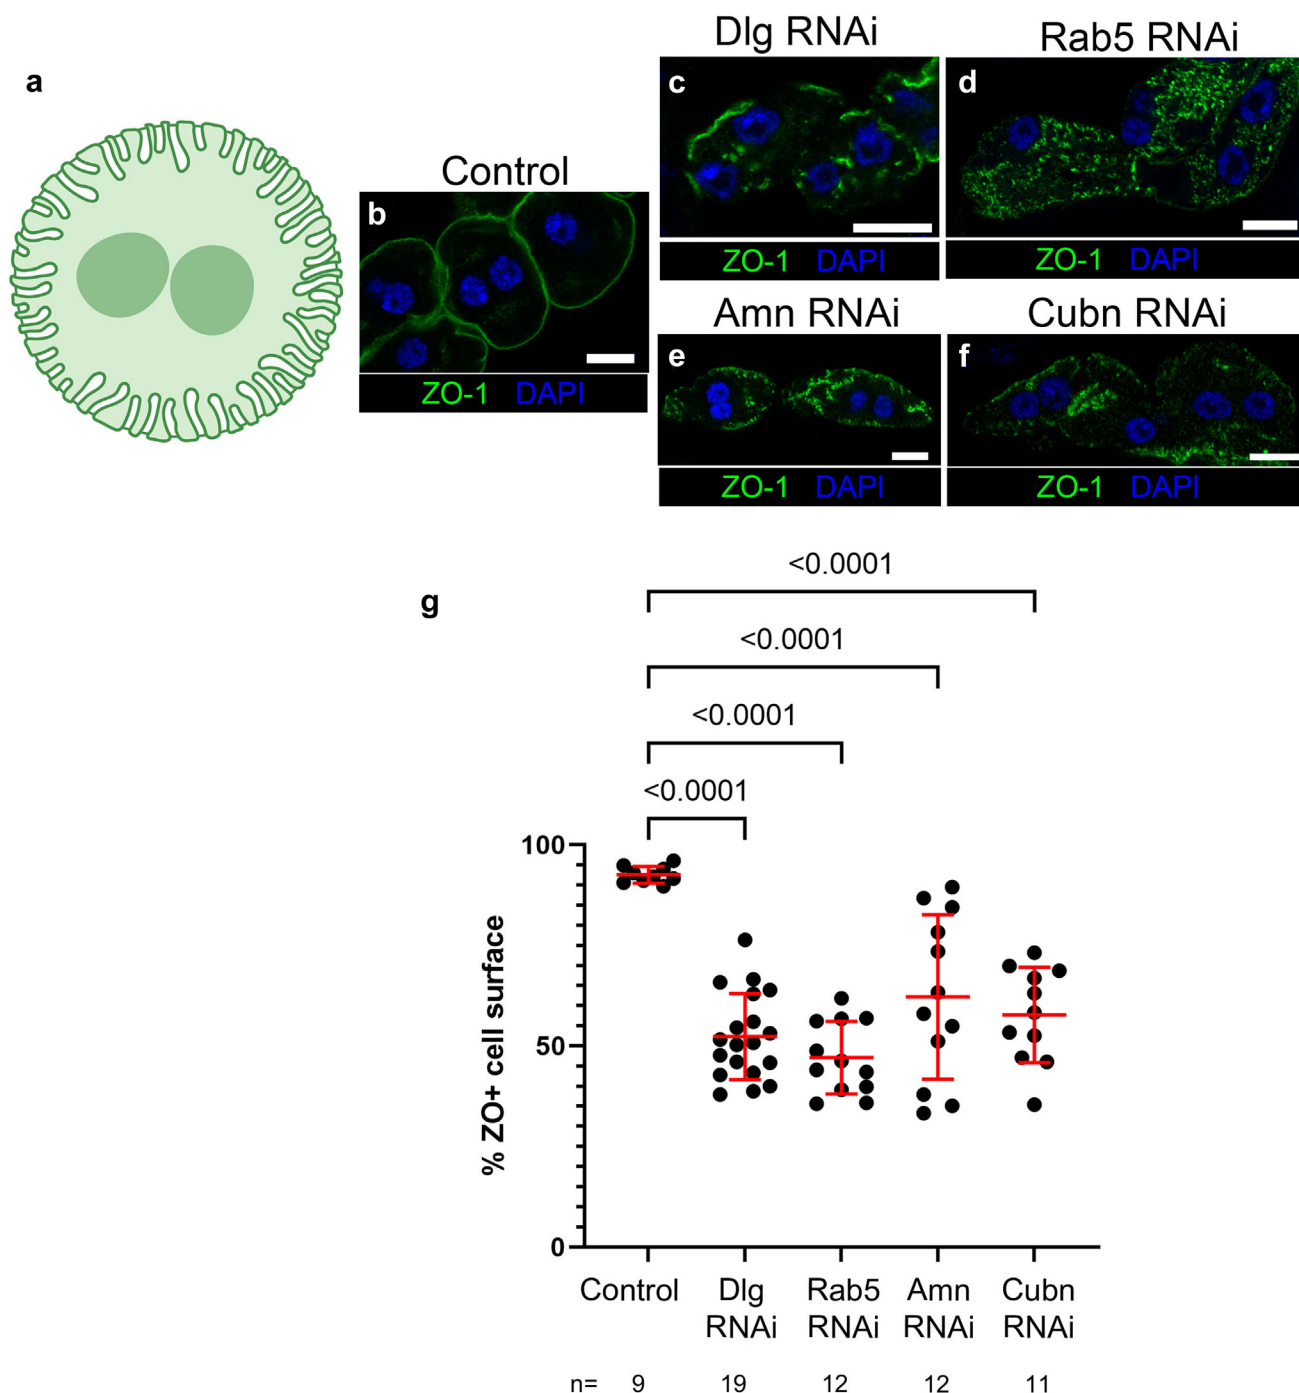 a
Control
b
ZO-1 DAPI
Dlg RNAi
c
ZO-1 DAPI
Rab5 RNAi
d
ZO-1 DAPI
Amn RNAi
e
ZO-1 DAPI
Cubn RNAi
f
ZO-1 DAPI
g
<0.0001
<0.0001
<0.0001
<0.0001
% ZO+ cell surface
100
50
0
Control
Dlg
RNAi
Rab5
RNAi
Amn
RNAi
Cubn
RNAi
n= 9 19 12 12 11